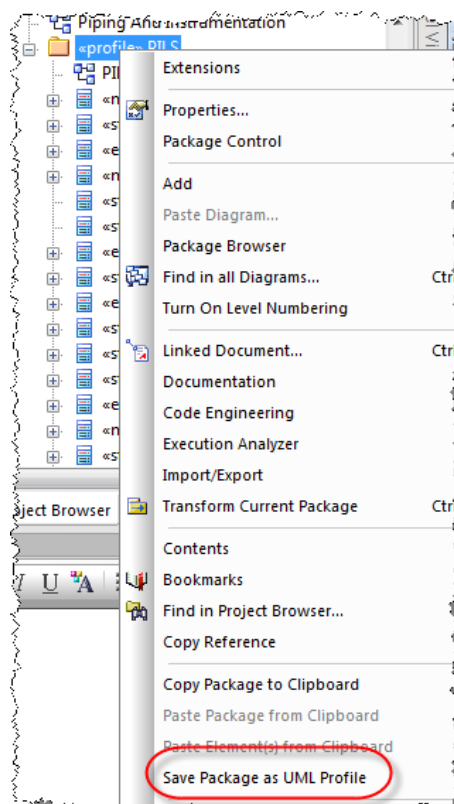 Piping And Instrumentation
«profile» PILS
PI
Extensions
«n
Properties...
«s
Package Control
«e
«n
Add
«s
Paste Diagram...
«s
Package Browser
«e
«s
Find in all Diagrams... Ctr
«e
Turn On Level Numbering
«s
«s
Linked Document... Ctr
«s
Documentation
«e
Code Engineering
«n
Execution Analyzer
«s
Import/Export
ject Browser
Transform Current Package Ctr
Contents
I U A
Bookmarks
Find in Project Browser...
Copy Reference
Copy Package to Clipboard
Paste Package from Clipboard
Paste Element(s) from Clipboard
Save Package as UML Profile